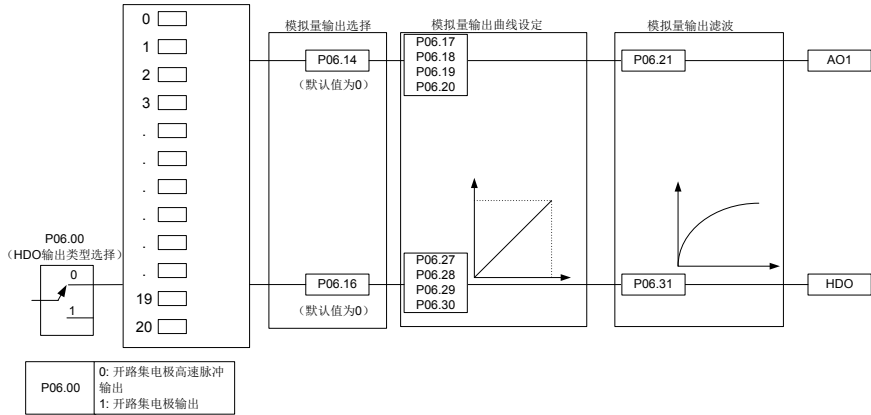 0
1
2
3
.
.
.
.
.
.
19
20
模拟量输出选择
P06.14
（默认值为0）
P06.16
（默认值为0）
模拟量输出曲线设定
P06.17
P06.18
P06.19
P06.20
P06.27
P06.28
P06.29
P06.30
模拟量输出滤波
P06.21
P06.31
AO1
HDO
P06.00
（HDO输出类型选择）
0
1
P06.00
0: 开路集电极高速脉冲
输出
1: 开路集电极输出